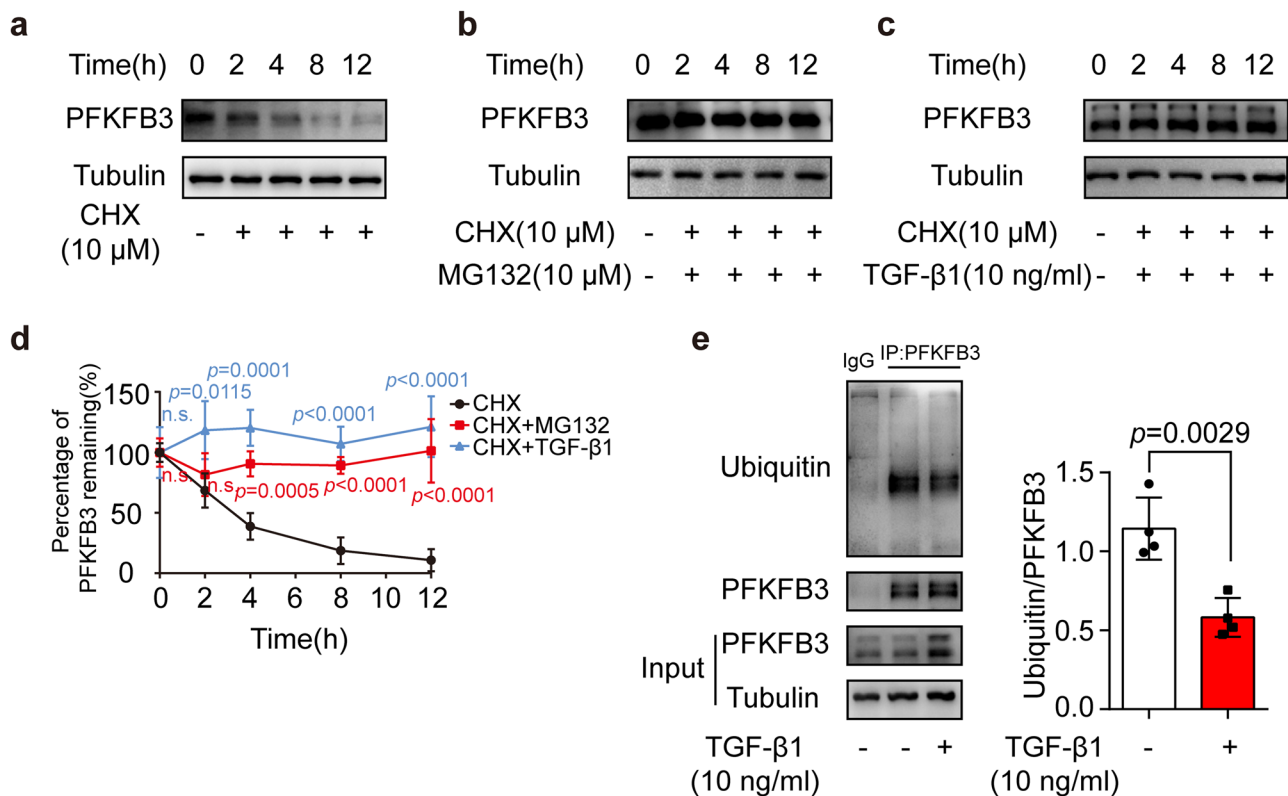 a
Time(h) 0 2 4 8 12
PFKFB3
Tubulin
CHX
(10 μM) - + + + +
b
Time(h) 0 2 4 8 12
PFKFB3
Tubulin
CHX(10 μM) - + + + +
MG132(10 μM) - + + + +
c
Time(h) 0 2 4 8 12
PFKFB3
Tubulin
CHX(10 μM) - + + + +
TGF-β1(10 ng/ml) - + + + +
d
Percentage of
PFKFB3 remaining(%)
150
100
50
0
0 2 4 8 12
Time(h)
n.s.
p=0.0115
p=0.0001
p<0.0001
p<0.0001
n.s.
n.s.
p=0.0005
p<0.0001
p<0.0001
CHX
CHX+MG132
CHX+TGF-β1
e
IgG IP:PFKFB3
Ubiquitin
PFKFB3
Input
PFKFB3
Tubulin
TGF-β1 - - +
(10 ng/ml)
p=0.0029
Ubiquitin/PFKFB3
1.5
1.0
0.5
0.0
TGF-β1 - +
(10 ng/ml)